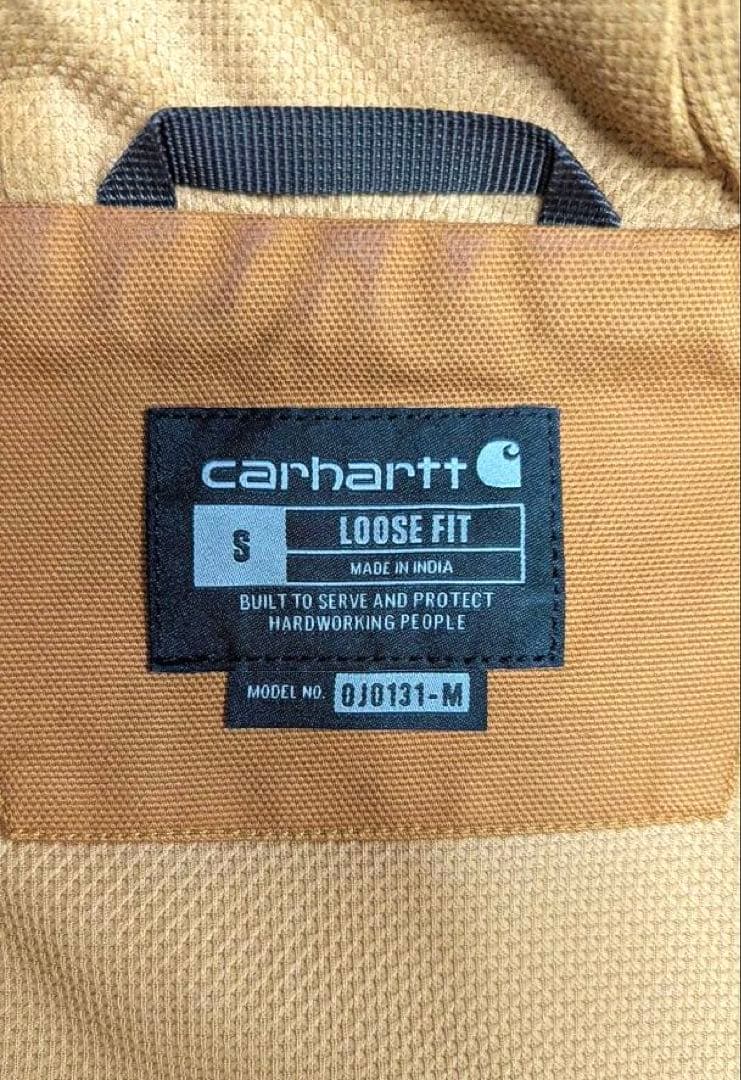 carhartt
S
LOOSE FIT
MADE IN INDIA
BUILT TO SERVE AND PROTECT
HARDWORKING PEOPLE
MODEL NO. OJ0131-M